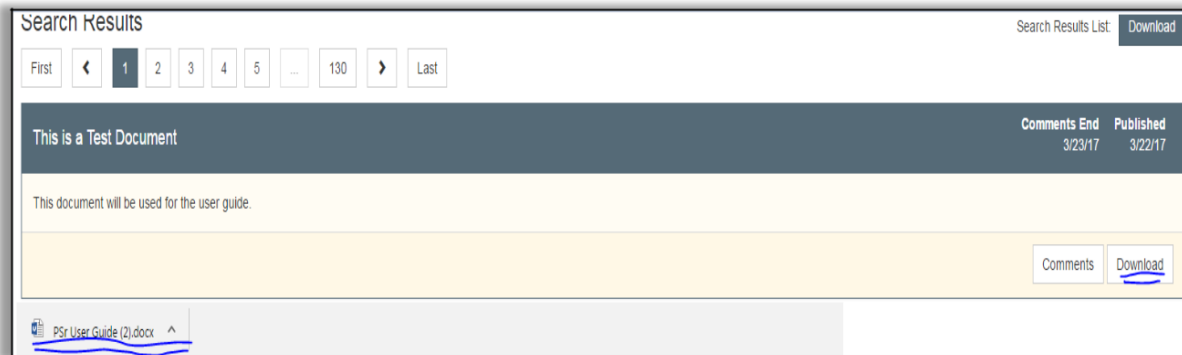 Search Results
Search Results List: Download
First 1 2 3 4 5 ... 130 Last
This is a Test Document
Comments End Published
3/23/17 3/22/17
This document will be used for the user guide.
Comments Download
PSr User Guide (2).docx